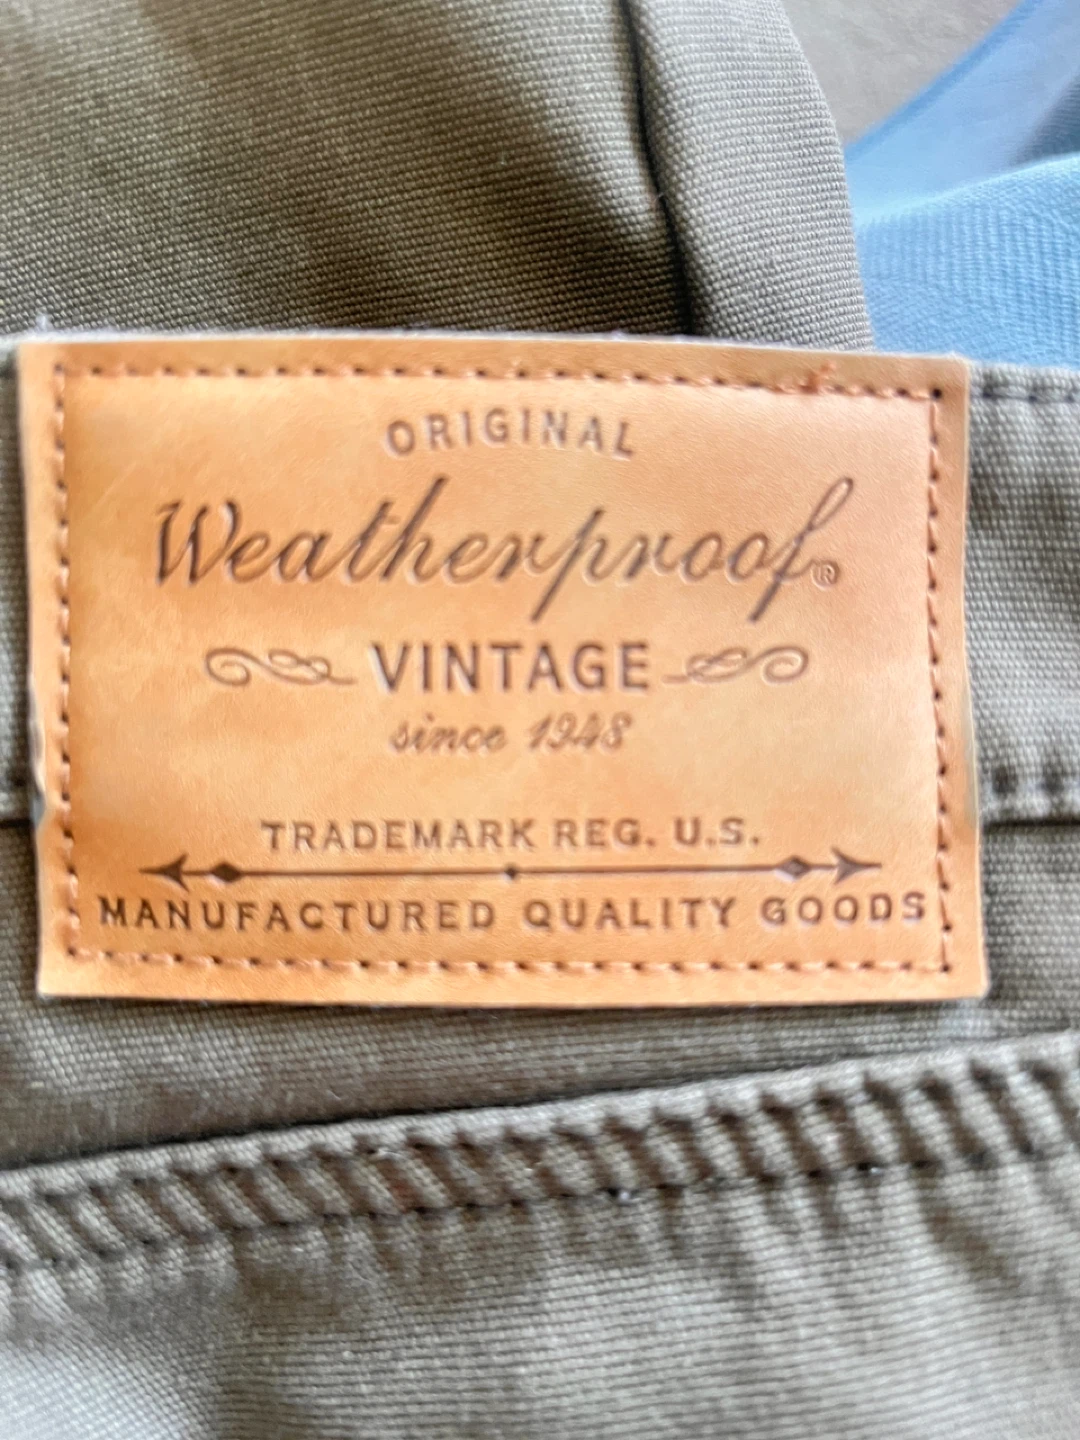 ORIGINAL
Weatherproof®
VINTAGE
since 1948
TRADEMARK REG. U.S.
MANUFACTURED QUALITY GOODS